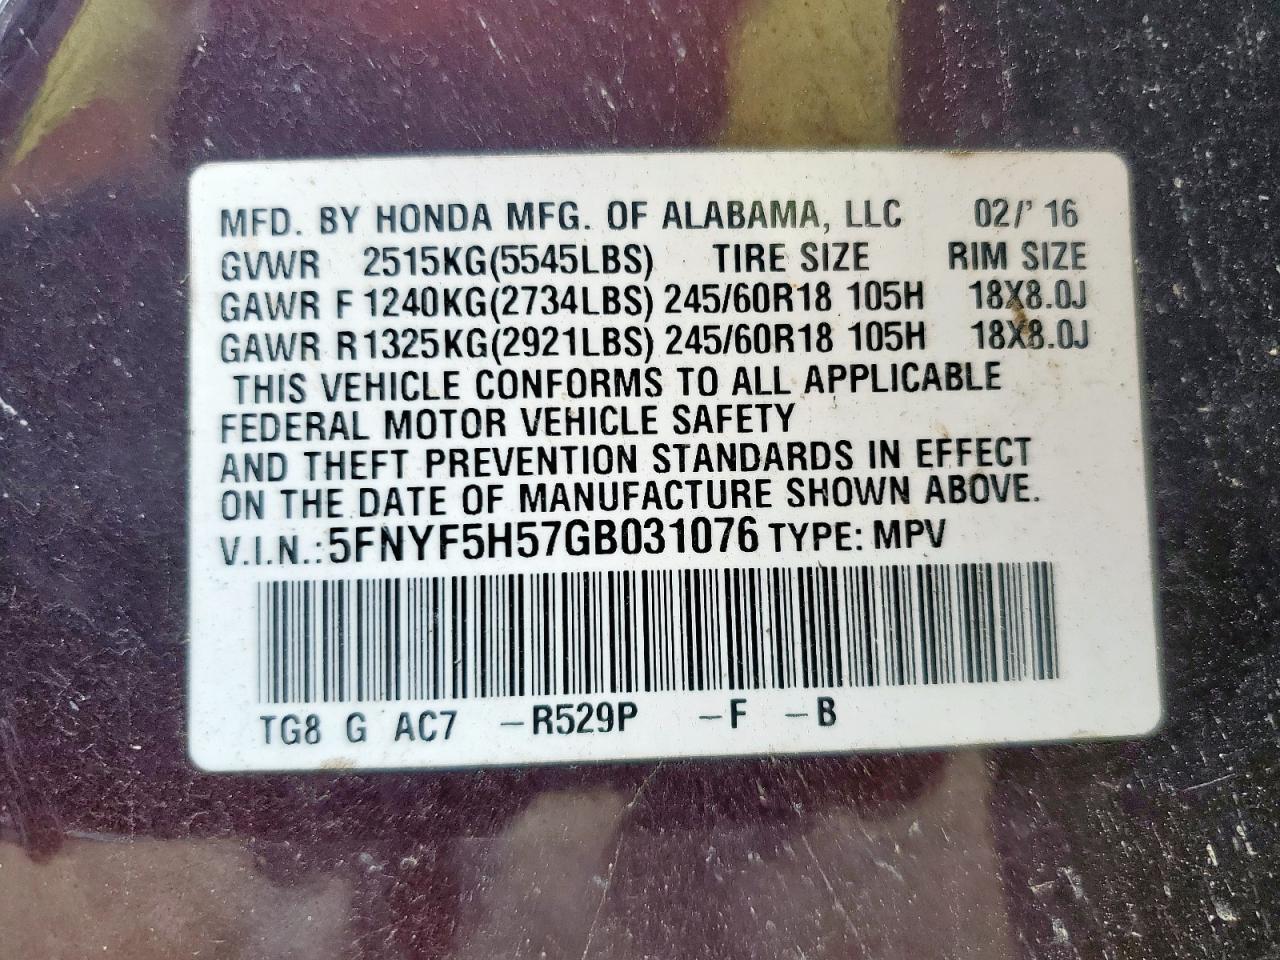 MFD. BY HONDA MFG. OF ALABAMA, LLC 02/' 16
GVWR 2515KG(5545LBS) TIRE SIZE RIM SIZE
GAWR F 1240KG(2734LBS) 245/60R18 105H 18X8.0J
GAWR R 1325KG(2921LBS) 245/60R18 105H 18X8.0J
THIS VEHICLE CONFORMS TO ALL APPLICABLE
FEDERAL MOTOR VEHICLE SAFETY
AND THEFT PREVENTION STANDARDS IN EFFECT
ON THE DATE OF MANUFACTURE SHOWN ABOVE.
V.I.N.: 5FNYF5H57GB031076 TYPE: MPV
TG8 G AC7 –R529P –F –B